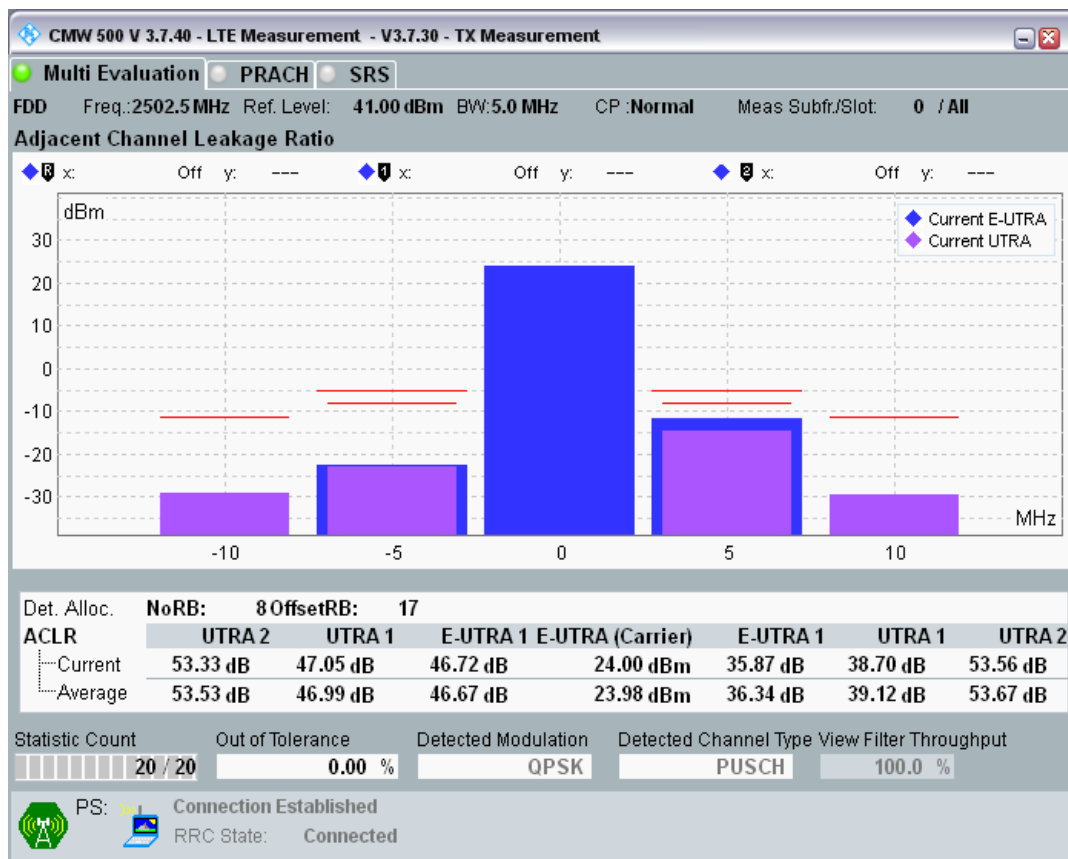 CMW 500 V 3.7.40 - LTE Measurement - V3.7.30 - TX Measurement
Multi Evaluation PRACH SRS
FDD Freq.:2502.5 MHz Ref. Level: 41.00 dBm BW:5.0 MHz CP :Normal Meas Subfr./Slot: 0 / All
Adjacent Channel Leakage Ratio
R x: Off y: --- 1 x: Off y: --- 2 x: Off y: ---
dBm
Current E-UTRA
Current UTRA
30
20
10
0
-10
-20
-30
MHz
-10 -5 0 5 10
Det. Alloc. NoRB: 8 OffsetRB: 17
ACLR UTRA 2 UTRA 1 E-UTRA 1 E-UTRA (Carrier) E-UTRA 1 UTRA 1 UTRA 2
Current 53.33 dB 47.05 dB 46.72 dB 24.00 dBm 35.87 dB 38.70 dB 53.56 dB
Average 53.53 dB 46.99 dB 46.67 dB 23.98 dBm 36.34 dB 39.12 dB 53.67 dB
Statistic Count Out of Tolerance Detected Modulation Detected Channel Type View Filter Throughput
20 / 20 0.00 % QPSK PUSCH 100.0 %
PS: Connection Established
RRC State: Connected